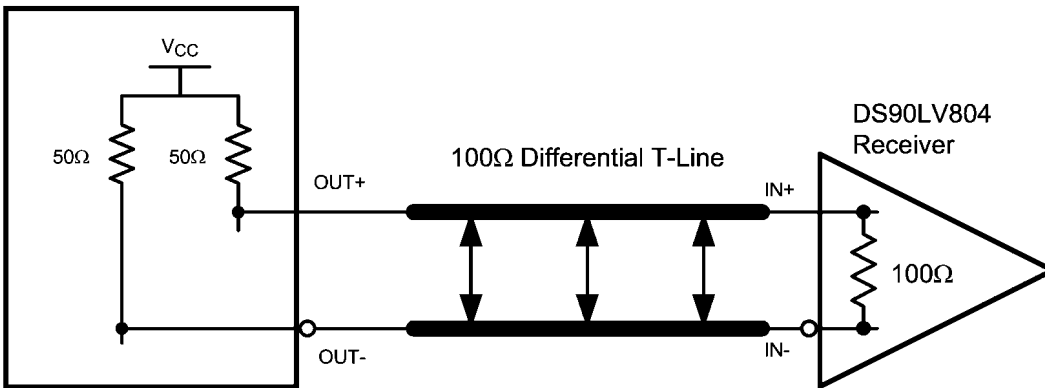 VCC
50Ω
50Ω
OUT+
OUT-
100Ω Differential T-Line
IN+
IN-
DS90LV804
Receiver
100Ω